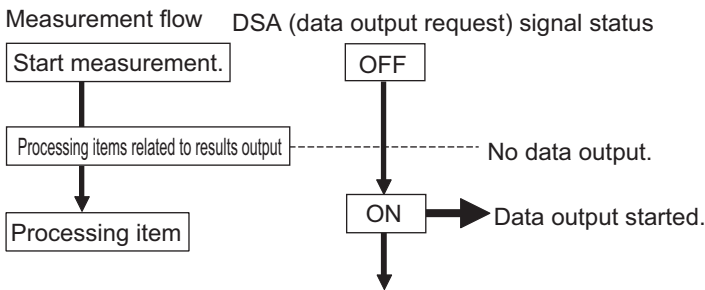 Measurement flow
DSA (data output request) signal status
Start measurement.
OFF
Processing items related to results output
No data output.
Processing item
ON
Data output started.